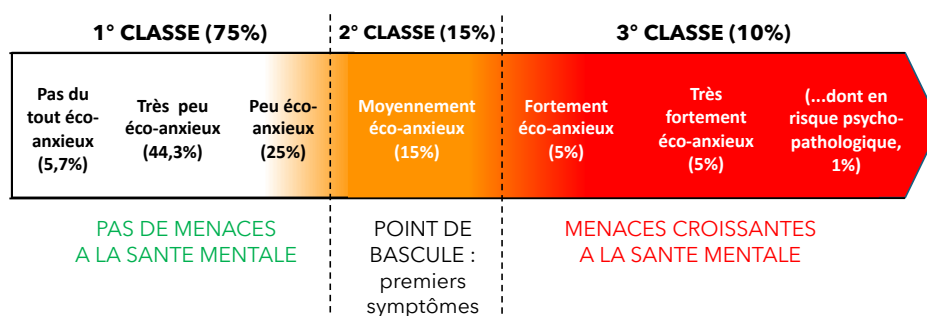 1° CLASSE (75%)
2° CLASSE (15%)
3° CLASSE (10%)
Pas du
tout éco-
anxieux
(5,7%)
Très peu
éco-anxieux
(44,3%)
Peu éco-
anxieux
(25%)
Moyennement
éco-anxieux
(15%)
Fortement
éco-anxieux
(5%)
Très
fortement
éco-anxieux
(5%)
(...dont en
risque psycho-
pathologique,
1%)
PAS DE MENACES
A LA SANTE MENTALE
POINT DE
BASCULE :
premiers
symptômes
MENACES CROISSANTES
A LA SANTE MENTALE